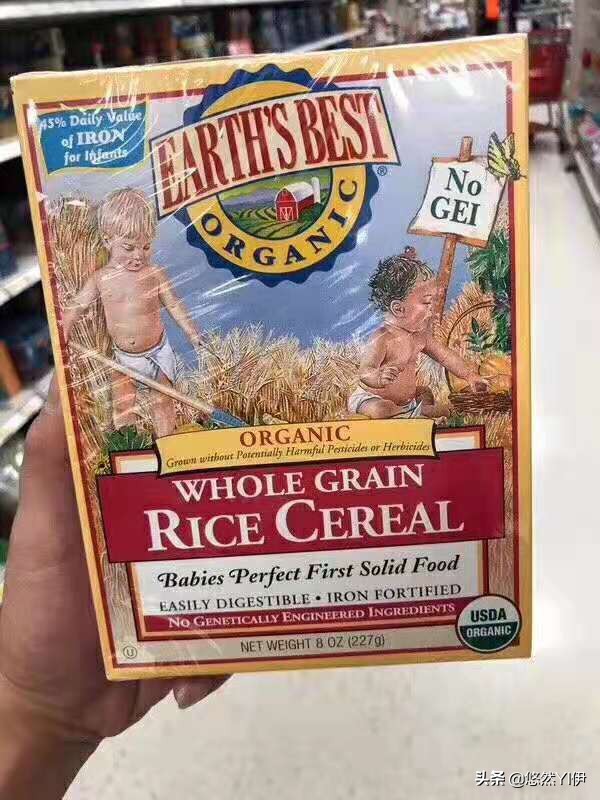 45% Daily Value
of IRON
for Infants
EARTH'S BEST
®
ORGANIC
No
GEI
ORGANIC
Grown without Potentially Harmful Pesticides or Herbicides
WHOLE GRAIN
RICE CEREAL
Babies Perfect First Solid Food
EASILY DIGESTIBLE • IRON FORTIFIED
NO GENETICALLY ENGINEERED INGREDIENTS
USDA
ORGANIC
U
NET WEIGHT 8 OZ (227g)
头条 @悠然YI伊